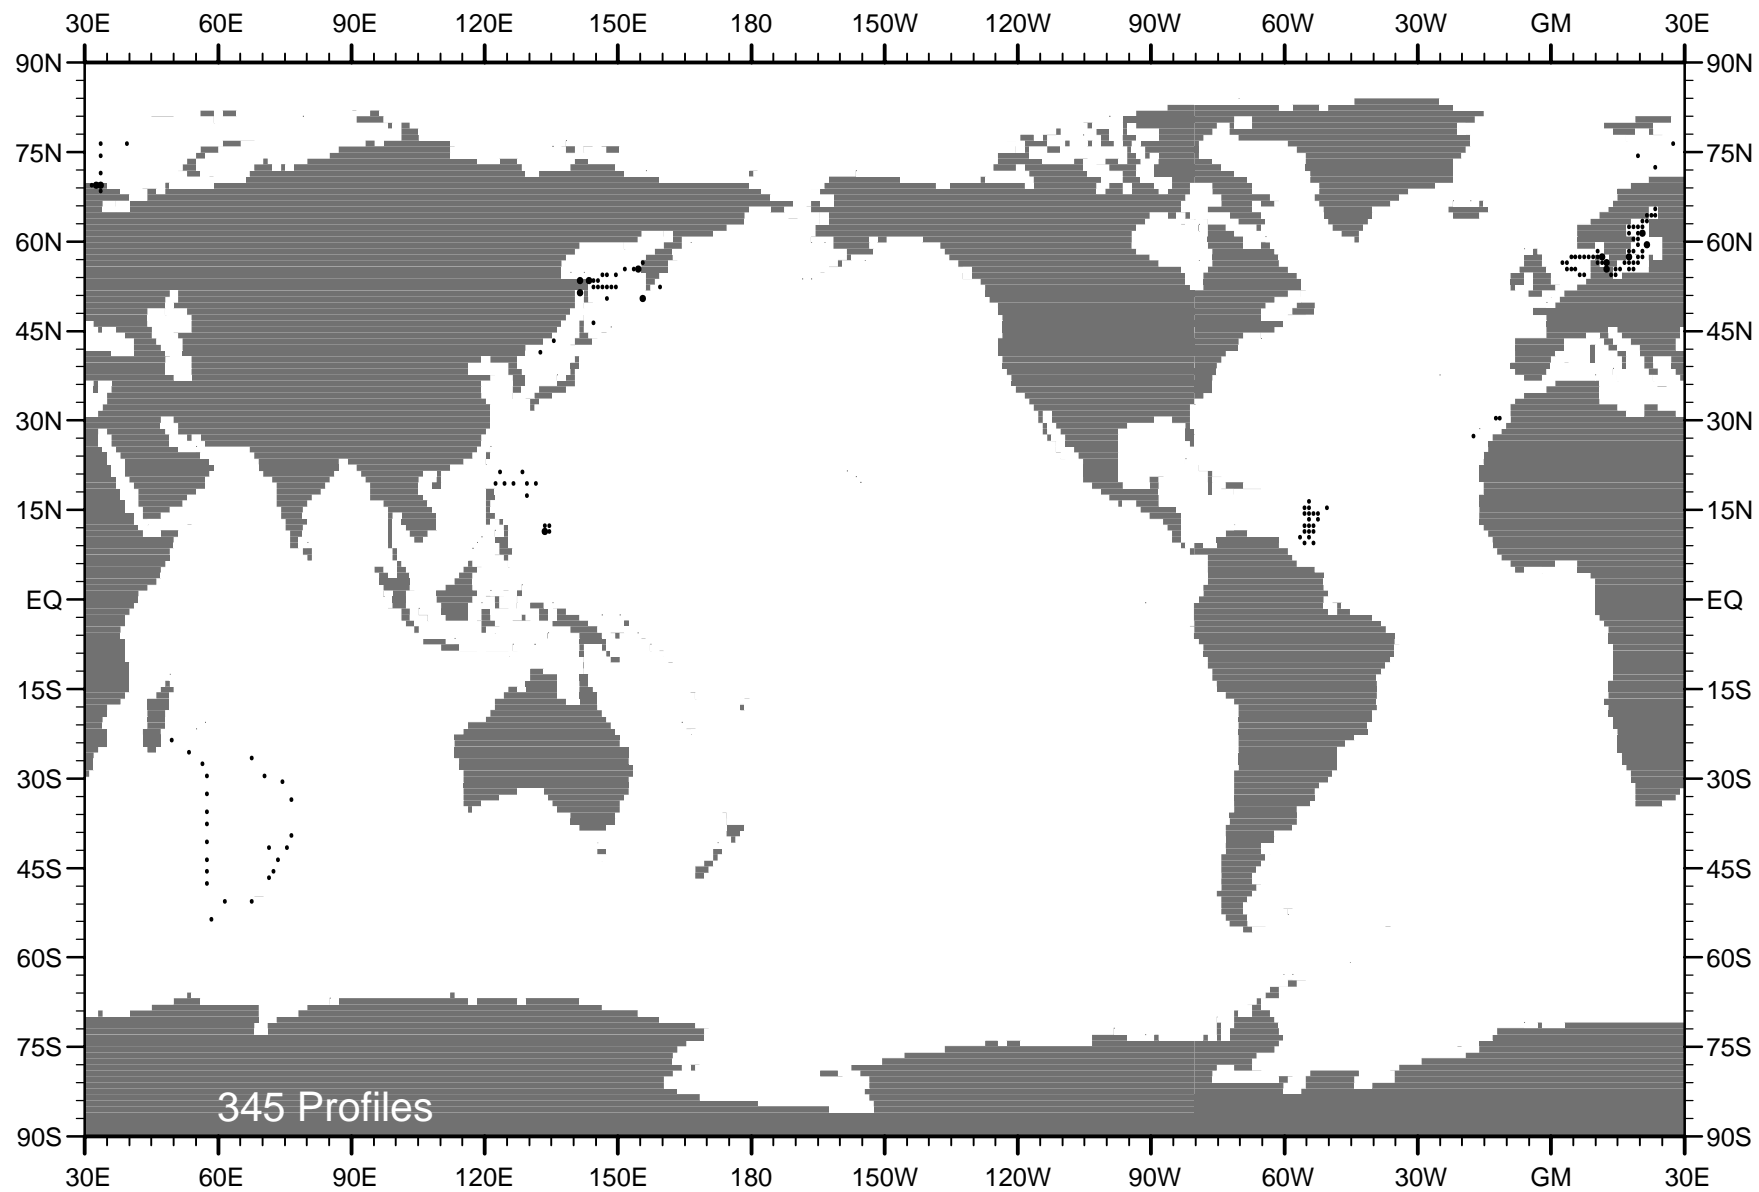 30E 60E 90E 120E 150E 180 150W 120W 90W 60W 30W GM 30E
90N 90N
75N 75N
60N 60N
45N 45N
30N 30N
15N 15N
EQ EQ
15S 15S
30S 30S
45S 45S
60S 60S
75S 75S
345 Profiles
90S 90S
30E 60E 90E 120E 150E 180 150W 120W 90W 60W 30W GM 30E